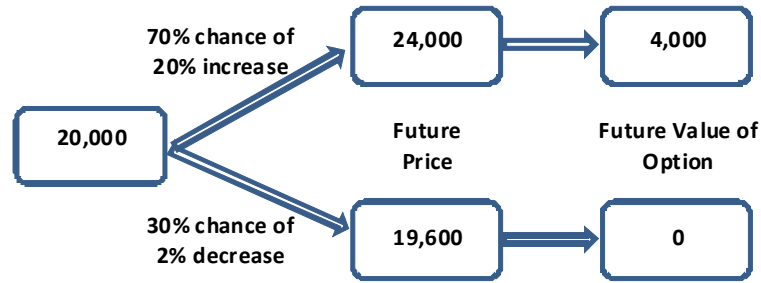 70% chance of
20% increase
24,000
4,000
20,000
Future
Price
Future Value of
Option
30% chance of
2% decrease
19,600
0